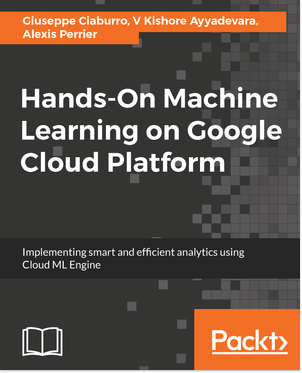 Giuseppe Ciaburro, V Kishore Ayyadevara,
Alexis Perrier
Hands-On Machine
Learning on Google
Cloud Platform
Implementing smart and efficient analytics using
Cloud ML Engine
Packt>